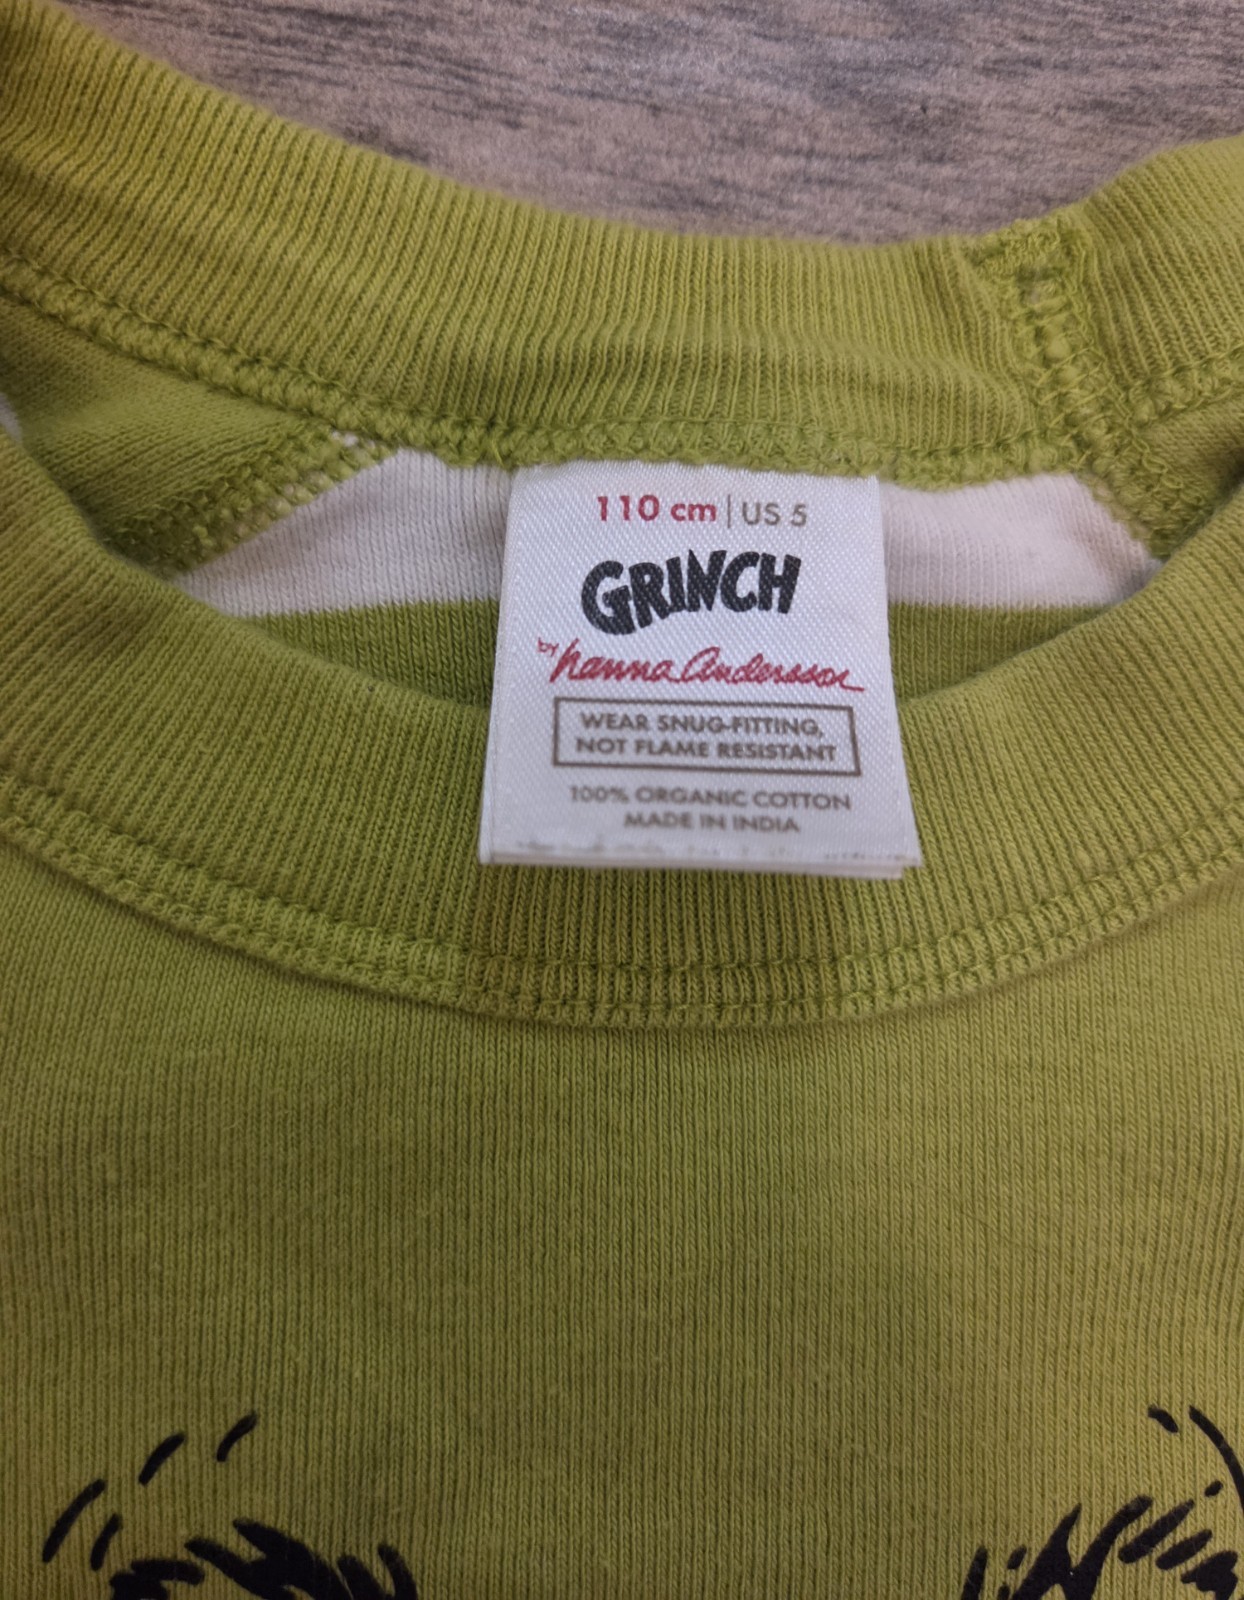 110 cm | US 5
GRINCH
by hanna Andersson
WEAR SNUG-FITTING,
NOT FLAME RESISTANT
100% ORGANIC COTTON
MADE IN INDIA